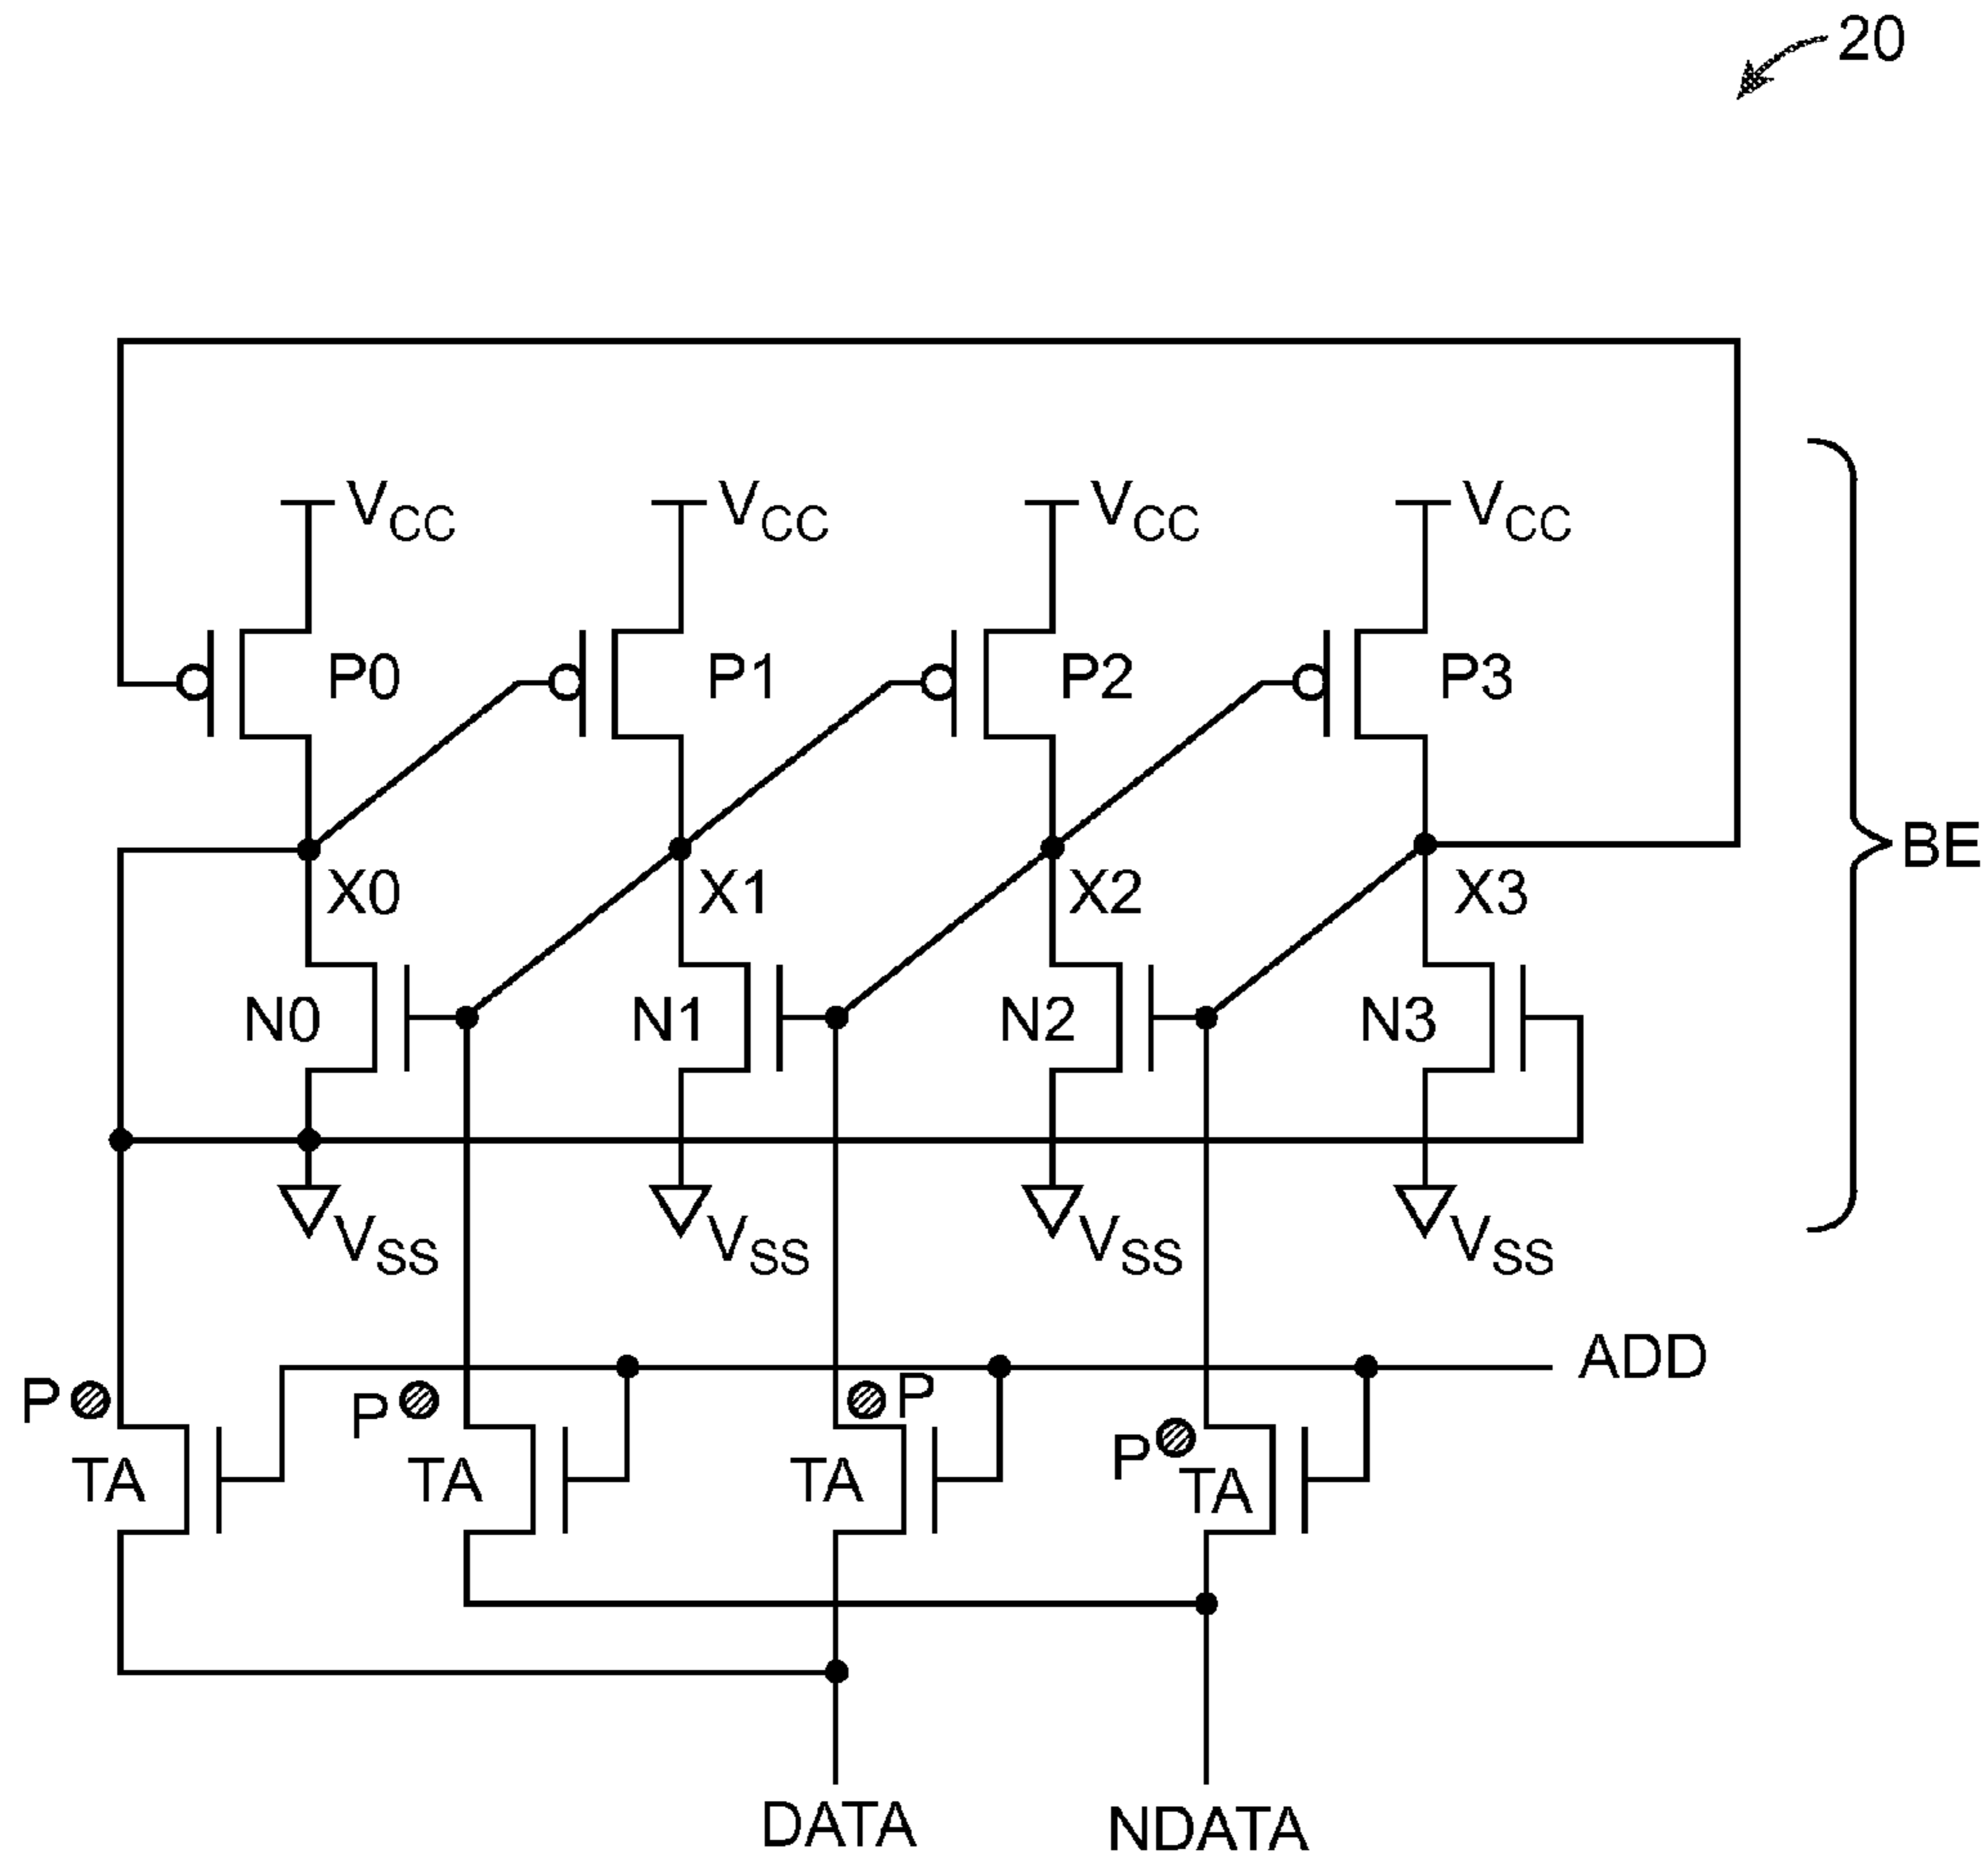 20
VCC VCC VCC VCC
P0 P1 P2 P3
BE
X0 X1 X2 X3
N0 N1 N2 N3
VSS VSS VSS VSS
ADD
P P P P
TA TA TA TA
DATA NDATA